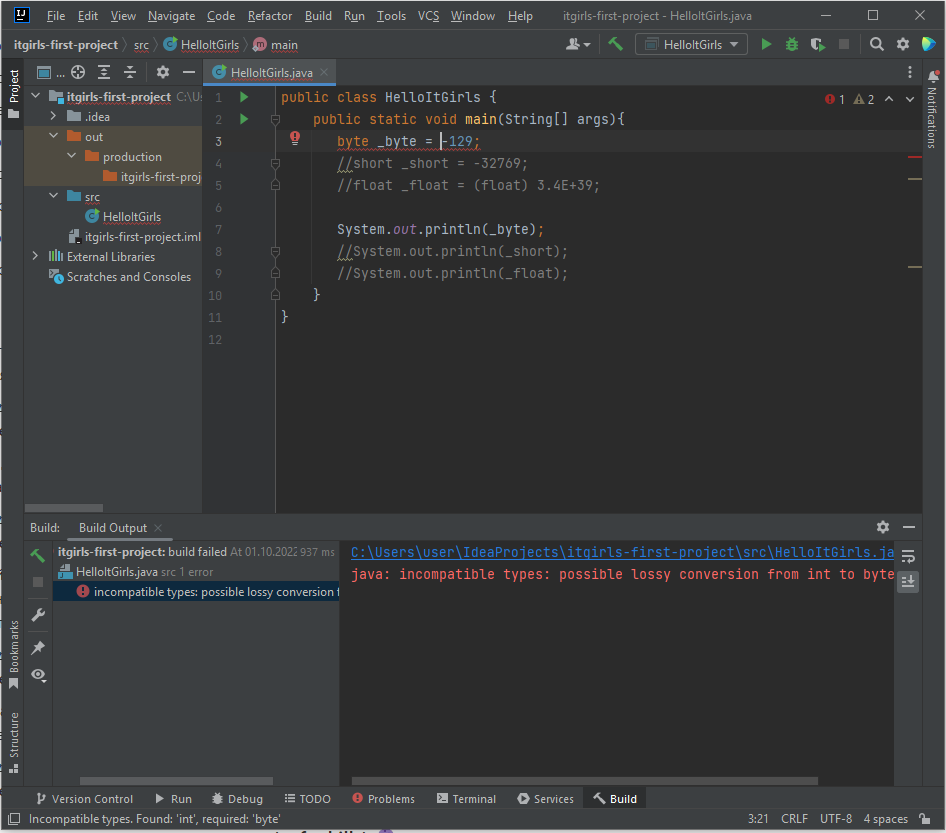 File Edit View Navigate Code Refactor Build Run Tools VCS Window Help itgirls-first-project - HelloItGirls.java
itgirls-first-project src HelloItGirls main HelloItGirls
Project
... HelloItGirls.java
Notifications
itgirls-first-project C:\U
.idea
out
production
itgirls-first-proj
src
HelloItGirls
itgirls-first-project.iml
External Libraries
Scratches and Consoles
1 2
1 public class HelloItGirls {
2 public static void main(String[] args){
3 byte _byte = -129;
4 //short _short = -32769;
5 //float _float = (float) 3.4E+39;
6
7 System.out.println(_byte);
8 //System.out.println(_short);
9 //System.out.println(_float);
10 }
11 }
12
Build: Build Output
itgirls-first-project: build failed At 01.10.2022 937 ms
HelloItGirls.java src 1 error
incompatible types: possible lossy conversion f
C:\Users\user\IdeaProjects\itgirls-first-project\src\HelloItGirls.ja
java: incompatible types: possible lossy conversion from int to byte
Bookmarks
Structure
Version Control Run Debug TODO Problems Terminal Services Build
Incompatible types. Found: 'int', required: 'byte' 3:21 CRLF UTF-8 4 spaces